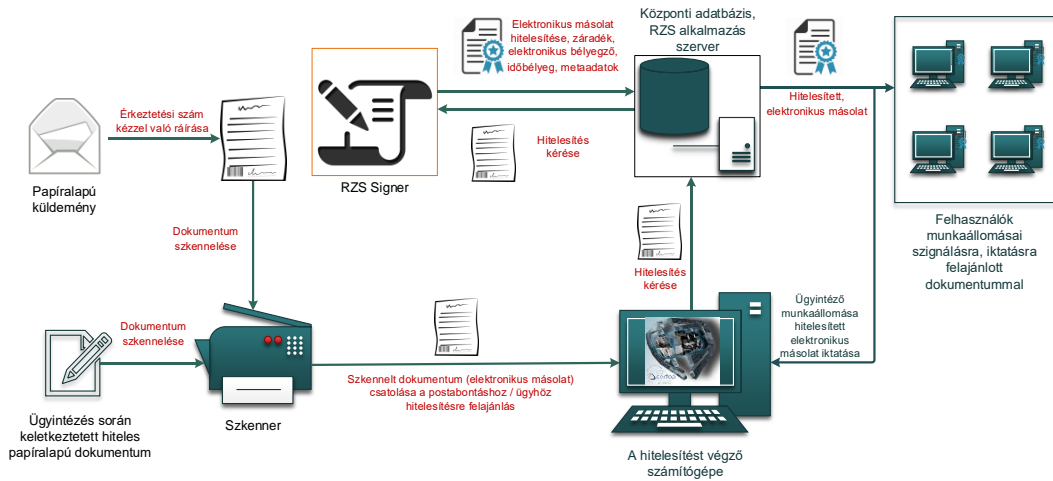 Elektronikus másolat
hitelesítése, záradék,
elektronikus bélyegző,
időbélyeg, metaadatok
Központi adatbázis,
RZS alkalmazás
szerver
Hitelesített,
elektronikus másolat
Érkeztetési szám
kézzel való ráírása
Hitelesítés
kérése
Papíralapú
küldemény
RZS Signer
Felhasználók
munkaállomásai
szignálásra, iktatásra
felajánlott
dokumentummal
Dokumentum
szkennelése
Hitelesítés
kérése
Ügyintéző
munkaállomása
hitelesített
elektronikus
másolat iktatása
Dokumentum
szkennelése
Szkennelt dokumentum (elektronikus másolat)
csatolása a postabontáshoz / ügyhöz
hitelesítésre felajánlás
Ügyintézés során
keletkeztetett hiteles
papíralapú dokumentum
Szkenner
A hitelesítést végző
számítógépe